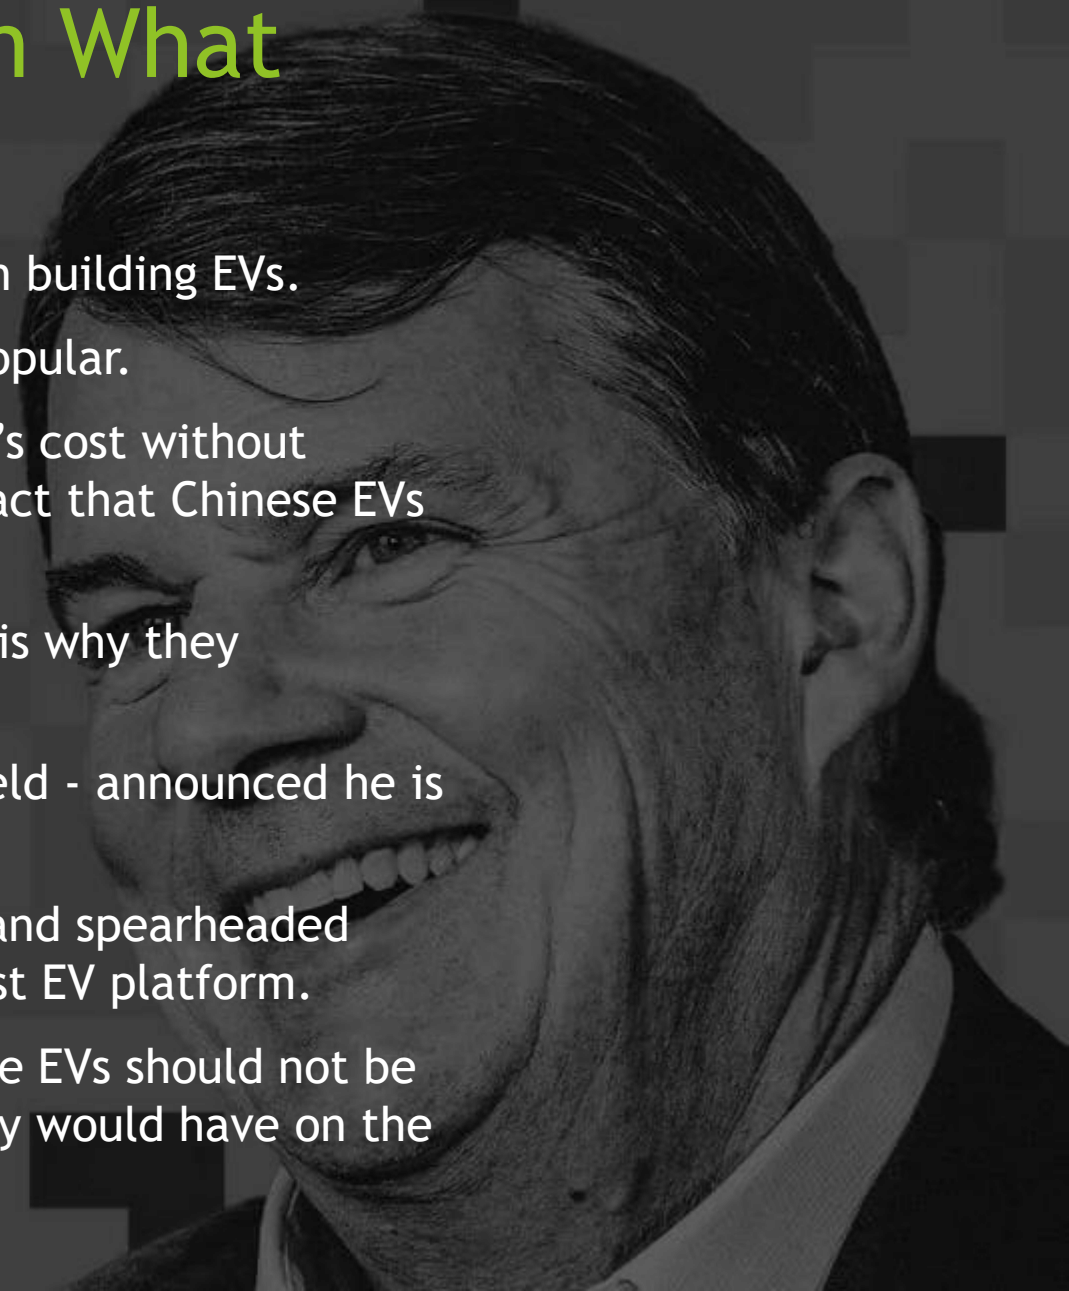 n What
n building EVs.
opular.
’s cost without
act that Chinese EVs
is why they
eld - announced he is
and spearheaded
st EV platform.
e EVs should not be
y would have on the